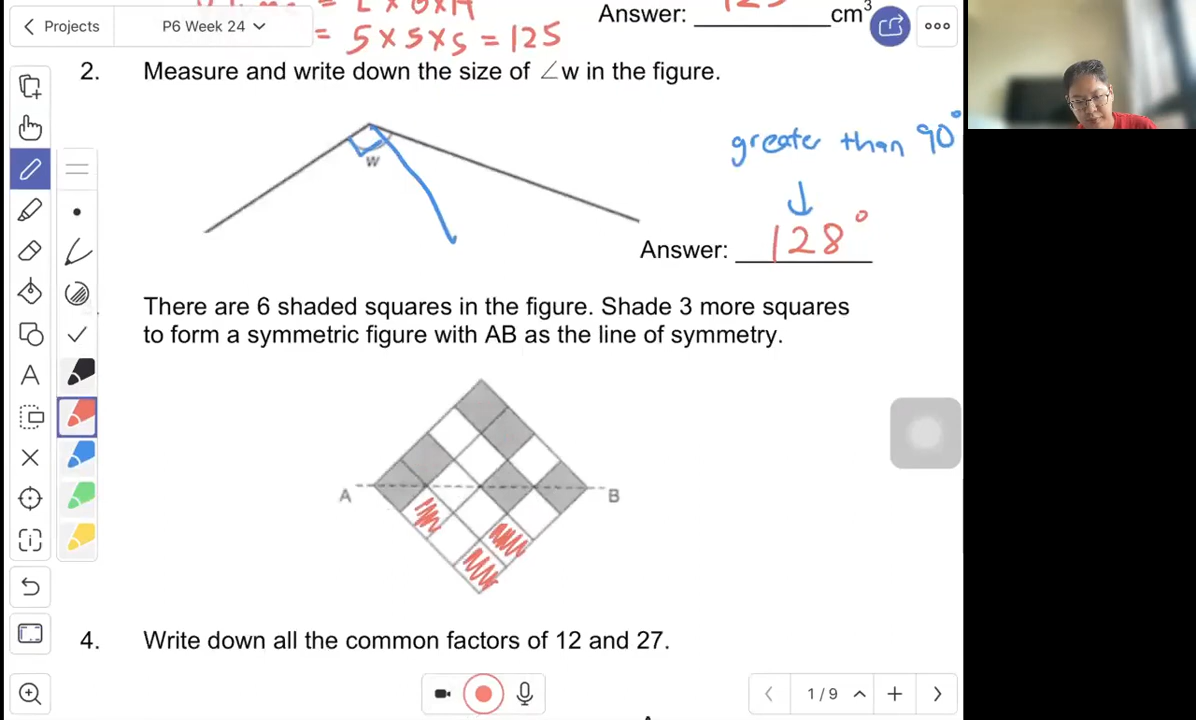 = 5 x 5 x 5 = 125
Answer: ____ cm³
Projects
P6 Week 24
2. Measure and write down the size of ∠w in the figure.
w
greater than 90°
↓
Answer: 128°
There are 6 shaded squares in the figure. Shade 3 more squares
to form a symmetric figure with AB as the line of symmetry.
A
B
4. Write down all the common factors of 12 and 27.
1 / 9